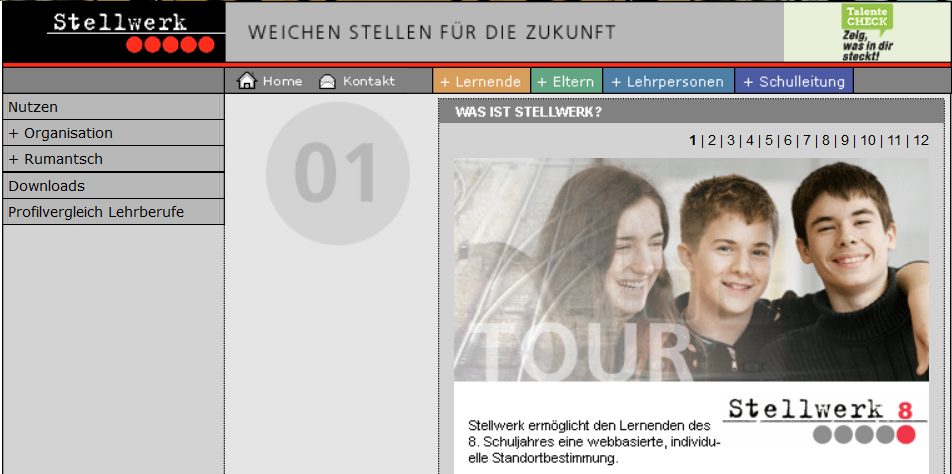 Stellwerk
WEICHEN STELLEN FÜR DIE ZUKUNFT
Talente
CHECK
Zeig,
was in dir
steckt!
Home Kontakt + Lernende + Eltern + Lehrpersonen + Schulleitung
Nutzen
+ Organisation
+ Rumantsch
Downloads
Profilvergleich Lehrberufe
01
WAS IST STELLWERK?
1 | 2 | 3 | 4 | 5 | 6 | 7 | 8 | 9 | 10 | 11 | 12
TOUR
Stellwerk 8
Stellwerk ermöglicht den Lernenden des
8. Schuljahres eine webbasierte, individu-
elle Standortbestimmung.